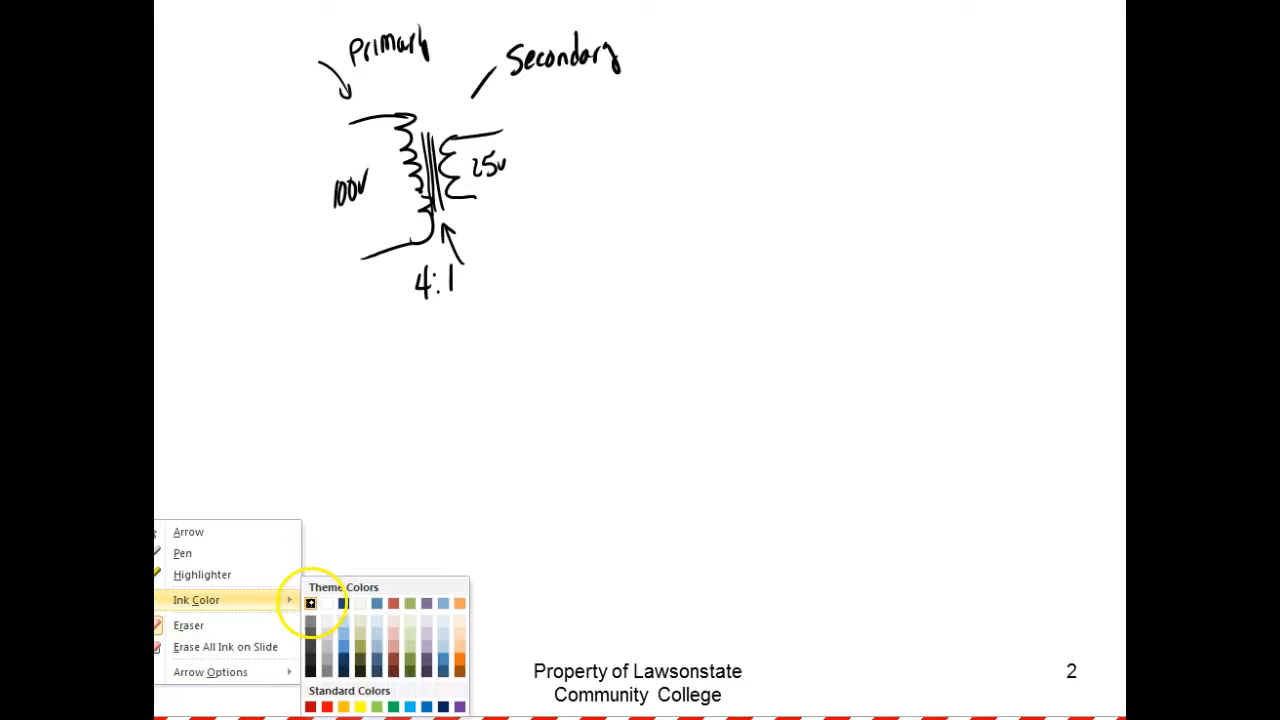 Primary
Secondary
100v
25v
4:1
Arrow
Pen
Highlighter
Ink Color
Eraser
Erase All Ink on Slide
Arrow Options
Theme Colors
Standard Colors
Property of Lawsonstate
Community College
2